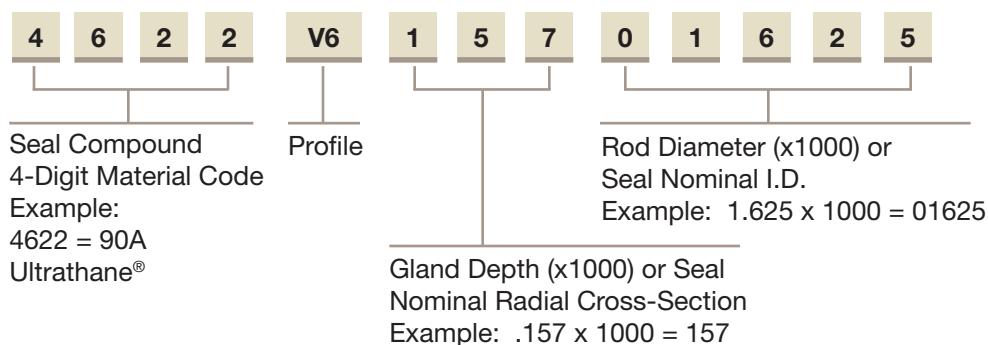 4 6 2 2 V6 1 5 7 0 1 6 2 5
Seal Compound
4-Digit Material Code
Example:
4622 = 90A
Ultrathane®
Profile
Gland Depth (x1000) or Seal
Nominal Radial Cross-Section
Example: .157 x 1000 = 157
Rod Diameter (x1000) or
Seal Nominal I.D.
Example: 1.625 x 1000 = 01625